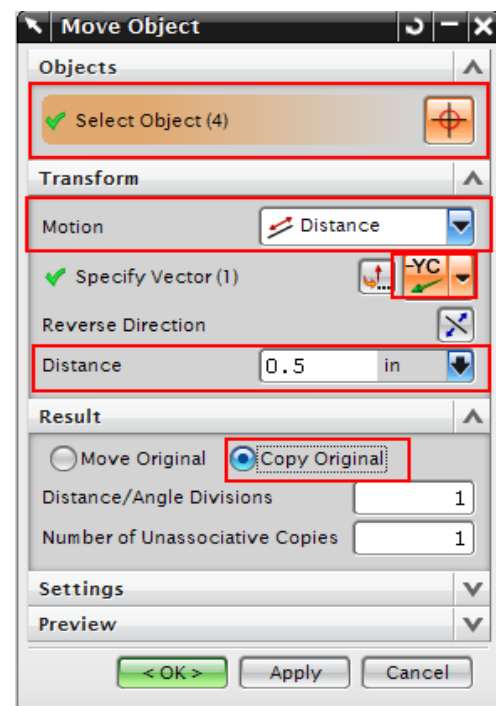 Move Object
Objects
Select Object (4)
Transform
Motion Distance
Specify Vector (1) -YC
Reverse Direction
Distance 0.5 in
Result
Move Original Copy Original
Distance/Angle Divisions 1
Number of Unassociative Copies 1
Settings
Preview
< OK > Apply Cancel